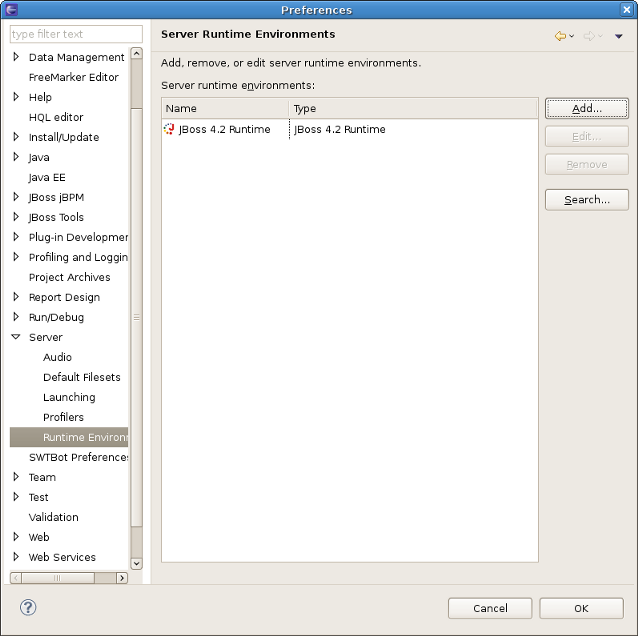 Preferences
type filter text
Data Management
FreeMarker Editor
Help
HQL editor
Install/Update
Java
Java EE
JBoss jBPM
JBoss Tools
Plug-in Developmen
Profiling and Loggin
Project Archives
Report Design
Run/Debug
Server
Audio
Default Filesets
Launching
Profilers
Runtime Environ
SWTBot Preferences
Team
Test
Validation
Web
Web Services
Server Runtime Environments
Add, remove, or edit server runtime environments.
Server runtime environments:
Name Type
JBoss 4.2 Runtime JBoss 4.2 Runtime
Add...
Edit...
Remove
Search...
?
Cancel OK